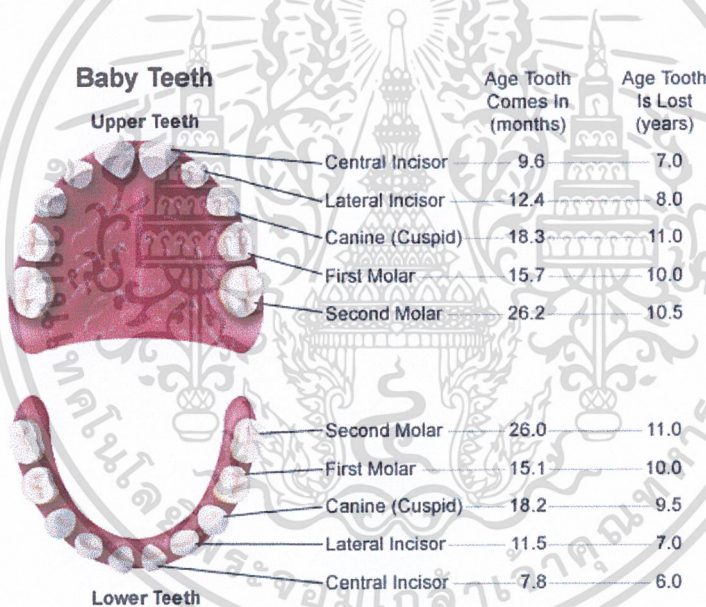 Baby Teeth
Upper Teeth
Age Tooth Comes In (months)
Age Tooth Is Lost (years)
Central Incisor 9.6 7.0
Lateral Incisor 12.4 8.0
Canine (Cuspid) 18.3 11.0
First Molar 15.7 10.0
Second Molar 26.2 10.5
Second Molar 26.0 11.0
First Molar 15.1 10.0
Canine (Cuspid) 18.2 9.5
Lateral Incisor 11.5 7.0
Central Incisor 7.8 6.0
Lower Teeth